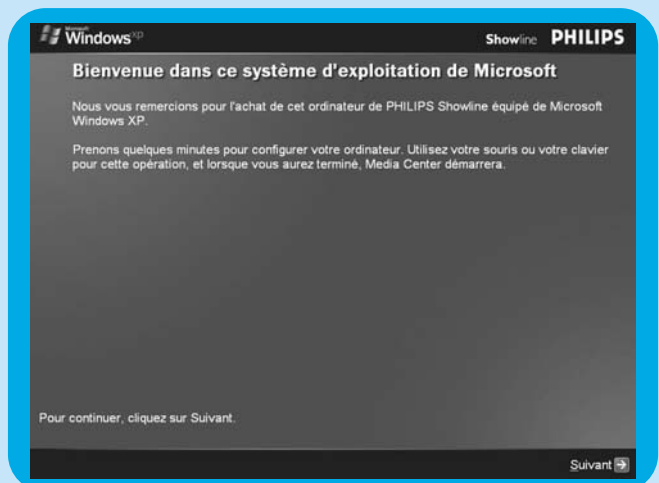 Microsoft
Windows xp
Showline PHILIPS
Bienvenue dans ce système d'exploitation de Microsoft
Nous vous remercions pour l'achat de cet ordinateur de PHILIPS Showline équipé de Microsoft
Windows XP.
Prenons quelques minutes pour configurer votre ordinateur. Utilisez votre souris ou votre clavier
pour cette opération, et lorsque vous aurez terminé, Media Center démarrera.
Pour continuer, cliquez sur Suivant.
Suivant